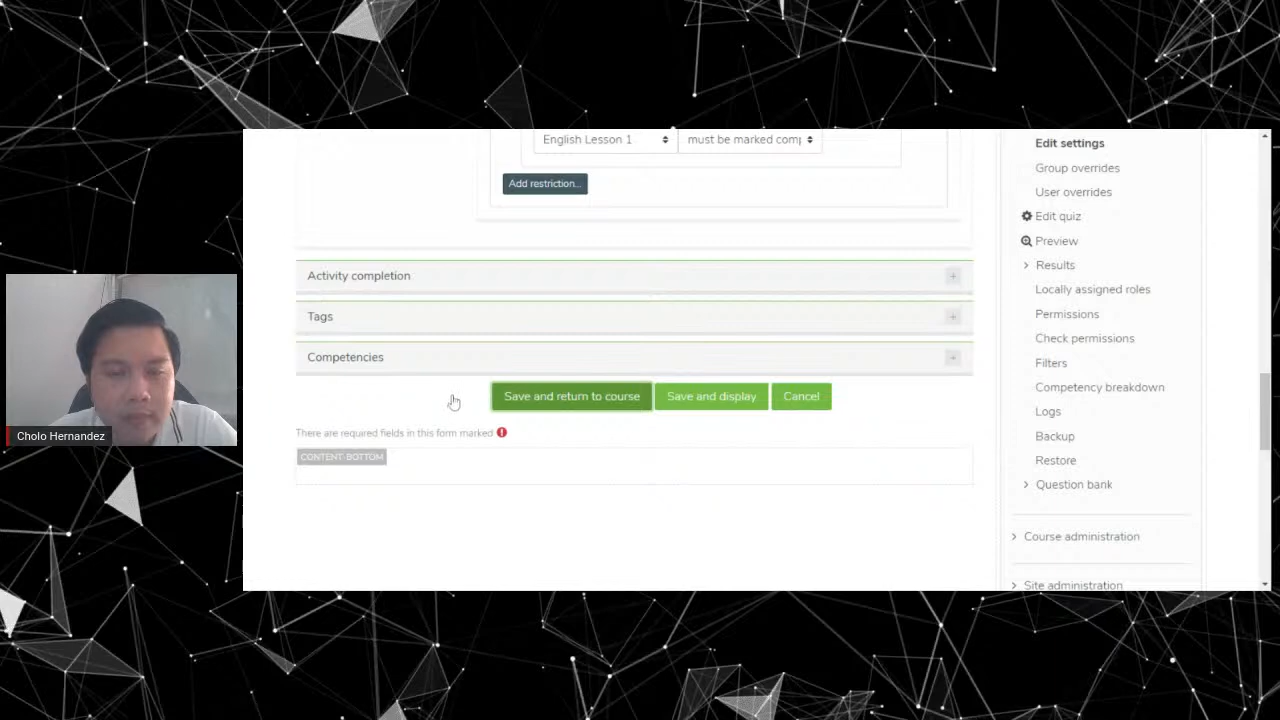 English Lesson 1
must be marked comp
Add restriction...
Activity completion
Tags
Competencies
Save and return to course
Save and display
Cancel
There are required fields in this form marked
CONTENT-BOTTOM
Edit settings
Group overrides
User overrides
Edit quiz
Preview
Results
Locally assigned roles
Permissions
Check permissions
Filters
Competency breakdown
Logs
Backup
Restore
Question bank
Course administration
Site administration
Cholo Hernandez